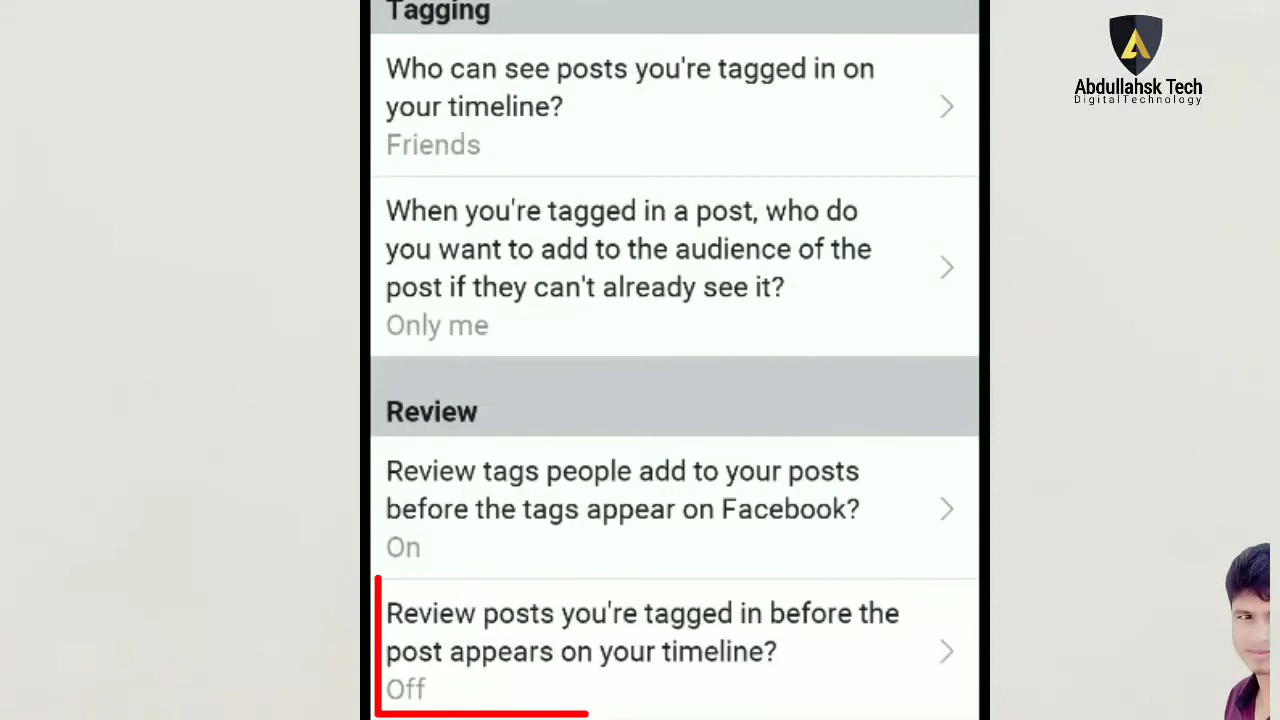 Tagging
Who can see posts you're tagged in on
your timeline?
Friends
When you're tagged in a post, who do
you want to add to the audience of the
post if they can't already see it?
Only me
Review
Review tags people add to your posts
before the tags appear on Facebook?
On
Review posts you're tagged in before the
post appears on your timeline?
Off
A
Abdullahsk Tech
DigitalTechnology